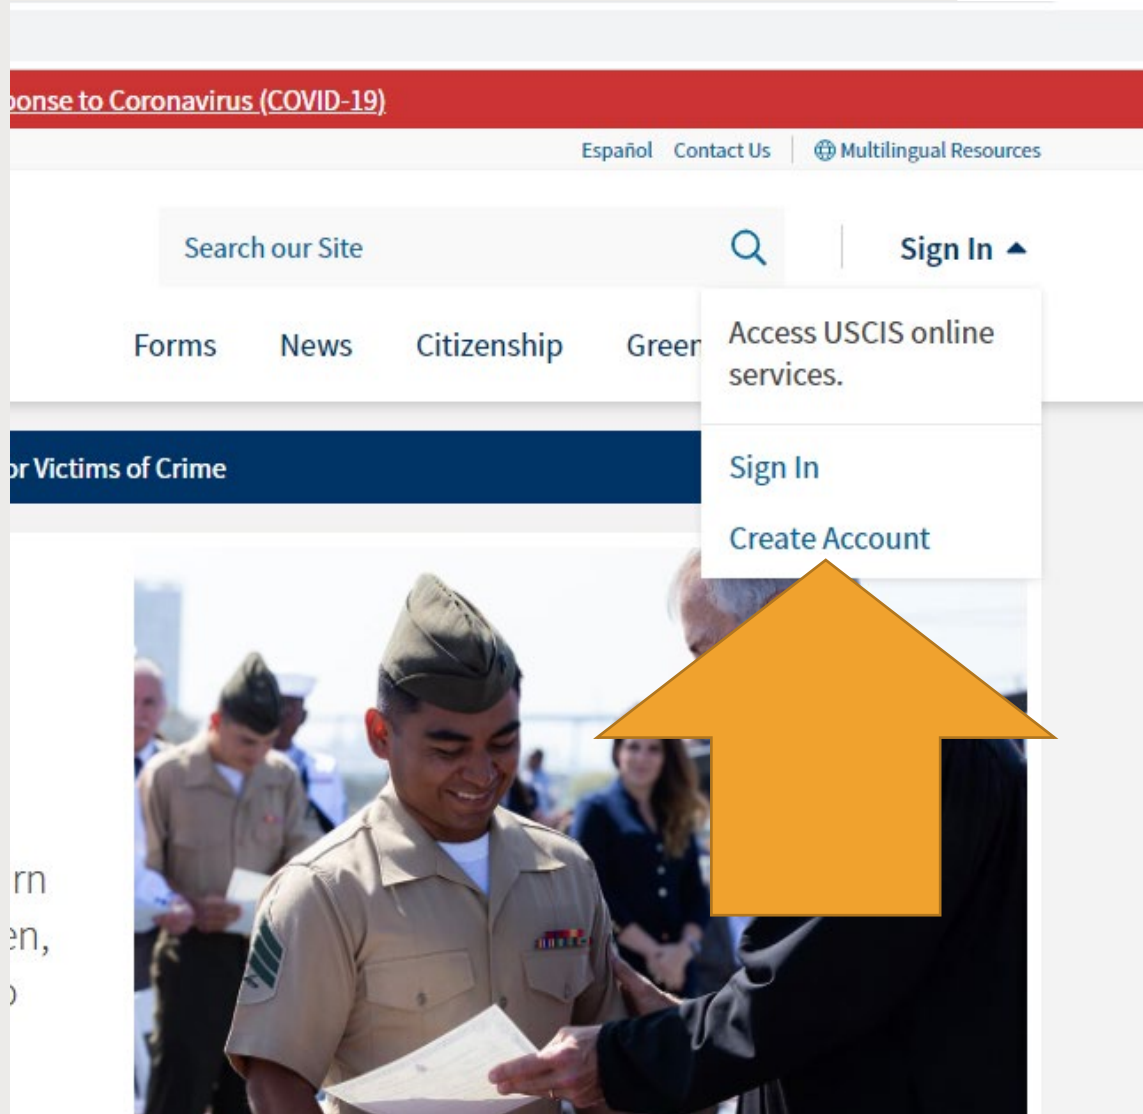 ponse to Coronavirus (COVID-19)
Español Contact Us Multilingual Resources
Search our Site
Sign In
Forms News Citizenship Green
Access USCIS online
services.
or Victims of Crime
Sign In
Create Account
rn
en,